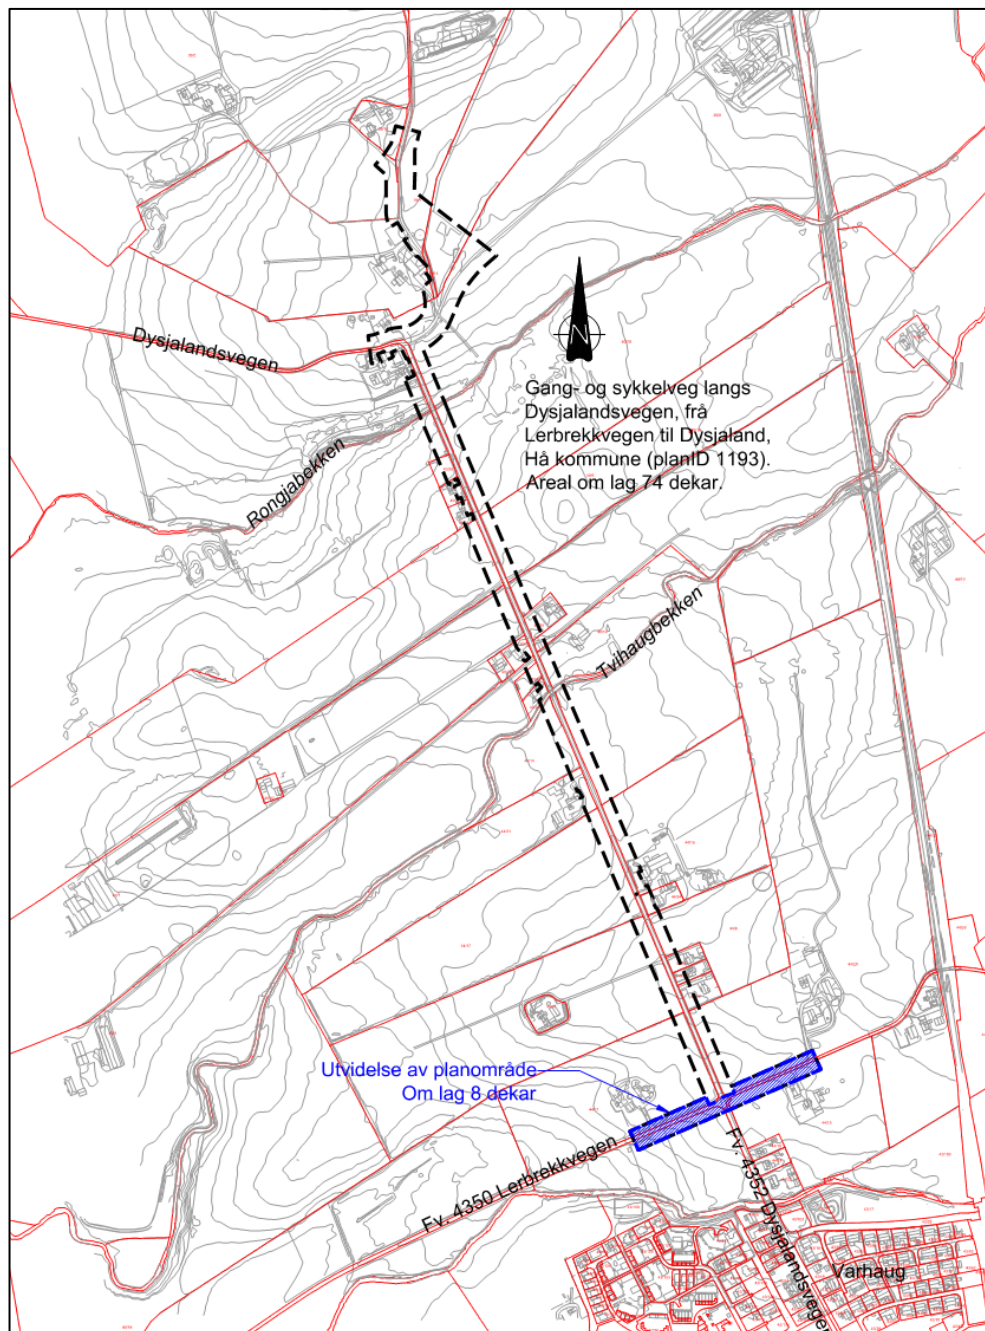 Dysjalandsvegen
N
Gang- og sykkelveg langs
Dysjalandsvegen, frå
Lerbrekkvegen til Dysjaland,
Hå kommune (planID 1193).
Areal om lag 74 dekar.
Rongjabekken
Tvihaugbekken
Utvidelse av planområde
Om lag 8 dekar
Fv. 4350 Lerbrekkvegen
Fv. 4352 Dysjalandsvegen
Varhaug